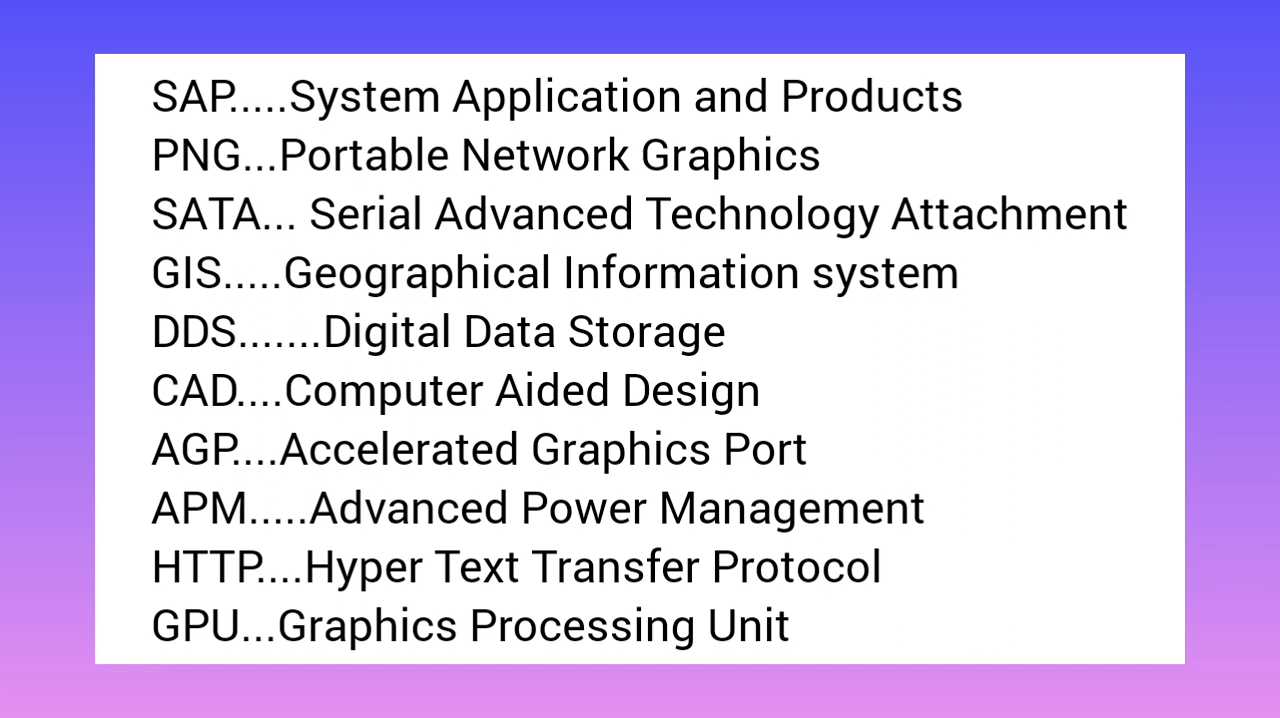 SAP.....System Application and Products
PNG...Portable Network Graphics
SATA... Serial Advanced Technology Attachment
GIS.....Geographical Information system
DDS.......Digital Data Storage
CAD....Computer Aided Design
AGP....Accelerated Graphics Port
APM.....Advanced Power Management
HTTP....Hyper Text Transfer Protocol
GPU...Graphics Processing Unit